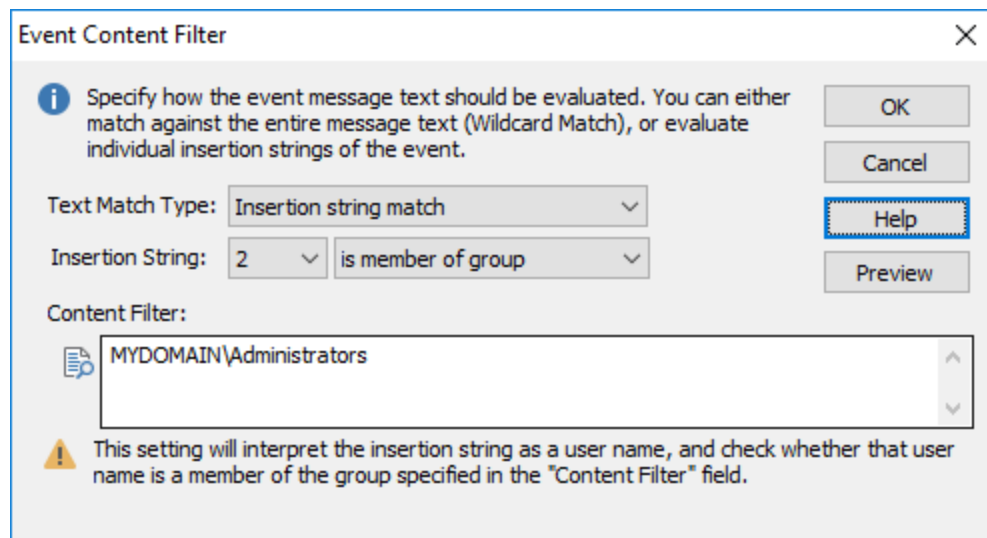 Event Content Filter
Specify how the event message text should be evaluated. You can either
match against the entire message text (Wildcard Match), or evaluate
individual insertion strings of the event.
OK
Cancel
Text Match Type: Insertion string match
Help
Insertion String: 2 is member of group
Preview
Content Filter:
MYDOMAIN\Administrators
This setting will interpret the insertion string as a user name, and check whether that user
name is a member of the group specified in the "Content Filter" field.